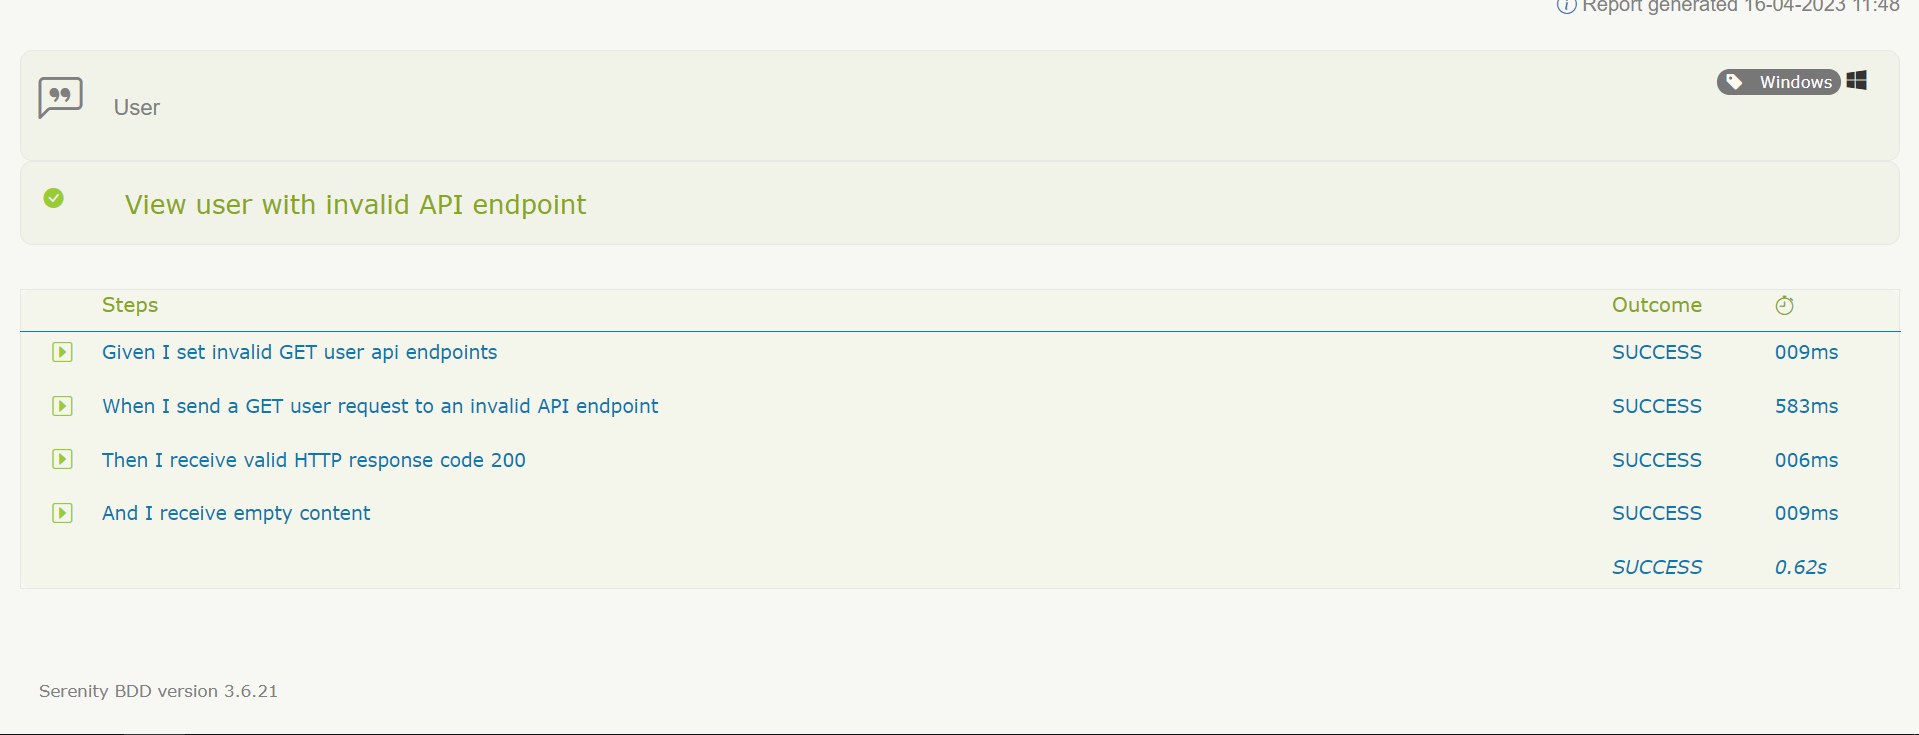 Report generated 16-04-2023 11:48
Windows
User
View user with invalid API endpoint
Steps Outcome
Given I set invalid GET user api endpoints SUCCESS 009ms
When I send a GET user request to an invalid API endpoint SUCCESS 583ms
Then I receive valid HTTP response code 200 SUCCESS 006ms
And I receive empty content SUCCESS 009ms
SUCCESS 0.62s
Serenity BDD version 3.6.21